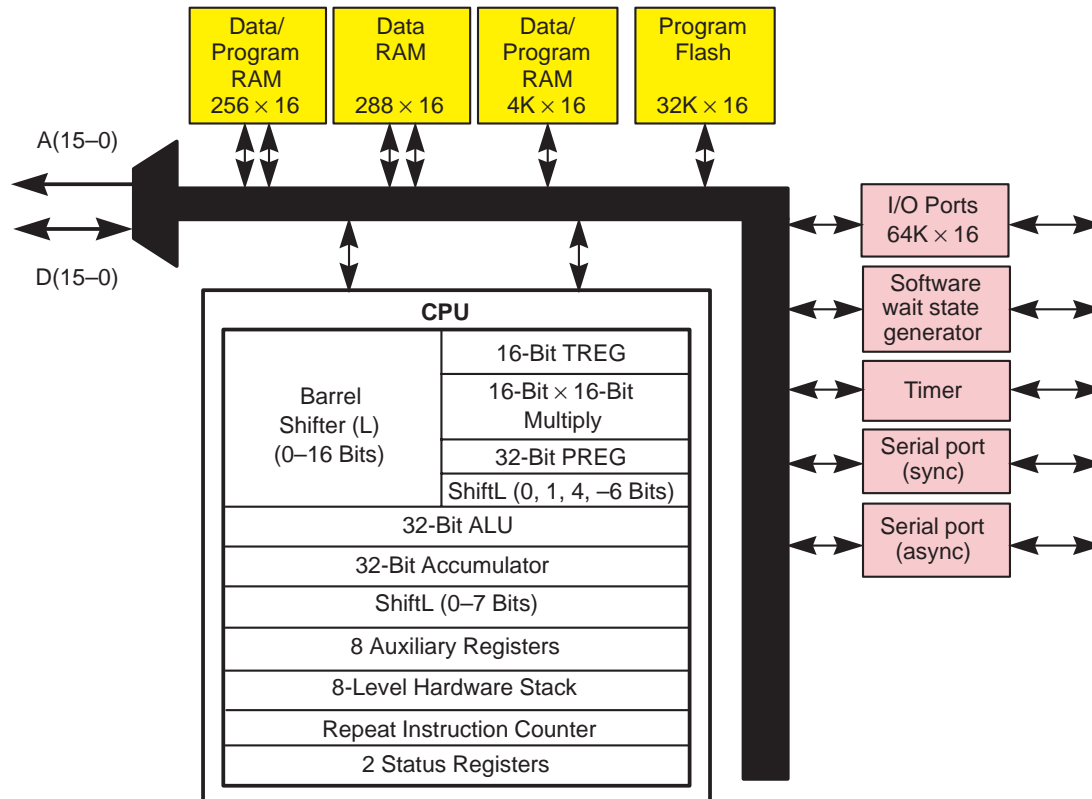 Data/
Program
RAM
256 × 16
Data
RAM
288 × 16
Data/
Program
RAM
4K × 16
Program
Flash
32K × 16
A(15–0)
D(15–0)
I/O Ports
64K × 16
Software
wait state
generator
Timer
Serial port
(sync)
Serial port
(async)
CPU
Barrel
Shifter (L)
(0–16 Bits)
16-Bit TREG
16-Bit × 16-Bit
Multiply
32-Bit PREG
ShiftL (0, 1, 4, –6 Bits)
32-Bit ALU
32-Bit Accumulator
ShiftL (0–7 Bits)
8 Auxiliary Registers
8-Level Hardware Stack
Repeat Instruction Counter
2 Status Registers